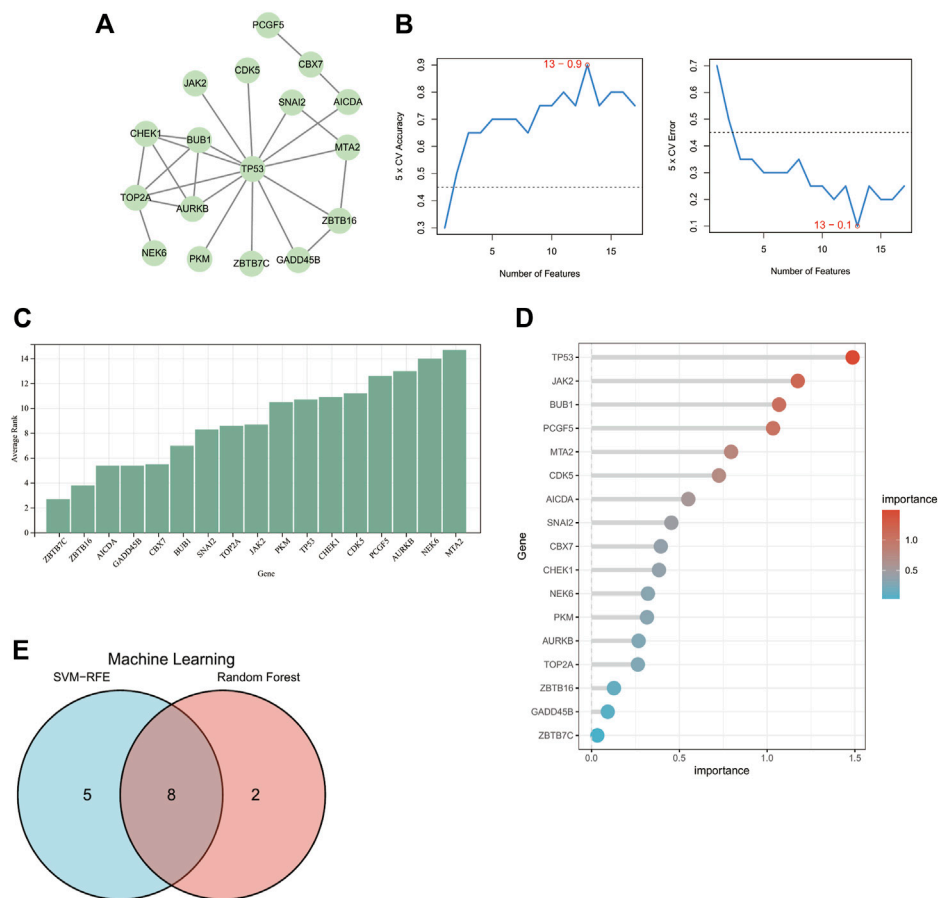 A
PCGF5
CBX7
CDK5
JAK2
SNAI2
AICDA
CHEK1
BUB1
MTA2
TP53
TOP2A
AURKB
ZBTB16
NEK6
PKM
ZBTB7C
GADD45B
B
5 x CV Accuracy
0.9
0.8
0.7
0.6
0.5
0.4
0.3
13 − 0.9
5
10
15
Number of Features
5 x CV Error
0.7
0.6
0.5
0.4
0.3
0.2
0.1
13 − 0.1
5
10
15
Number of Features
C
Average Rank
14
12
10
8
6
4
2
0
ZBTB7C
ZBTB16
AICDA
GADD45B
CBX7
BUB1
SNAI2
TOP2A
JAK2
PKM
TP53
CHEK1
CDK5
PCGF5
AURKB
NEK6
MTA2
Gene
D
Gene
TP53
JAK2
BUB1
PCGF5
MTA2
CDK5
AICDA
SNAI2
CBX7
CHEK1
NEK6
PKM
AURKB
TOP2A
ZBTB16
GADD45B
ZBTB7C
0.0
0.5
1.0
1.5
importance
importance
1.0
0.5
E
Machine Learning
SVM−RFE
Random Forest
5
8
2